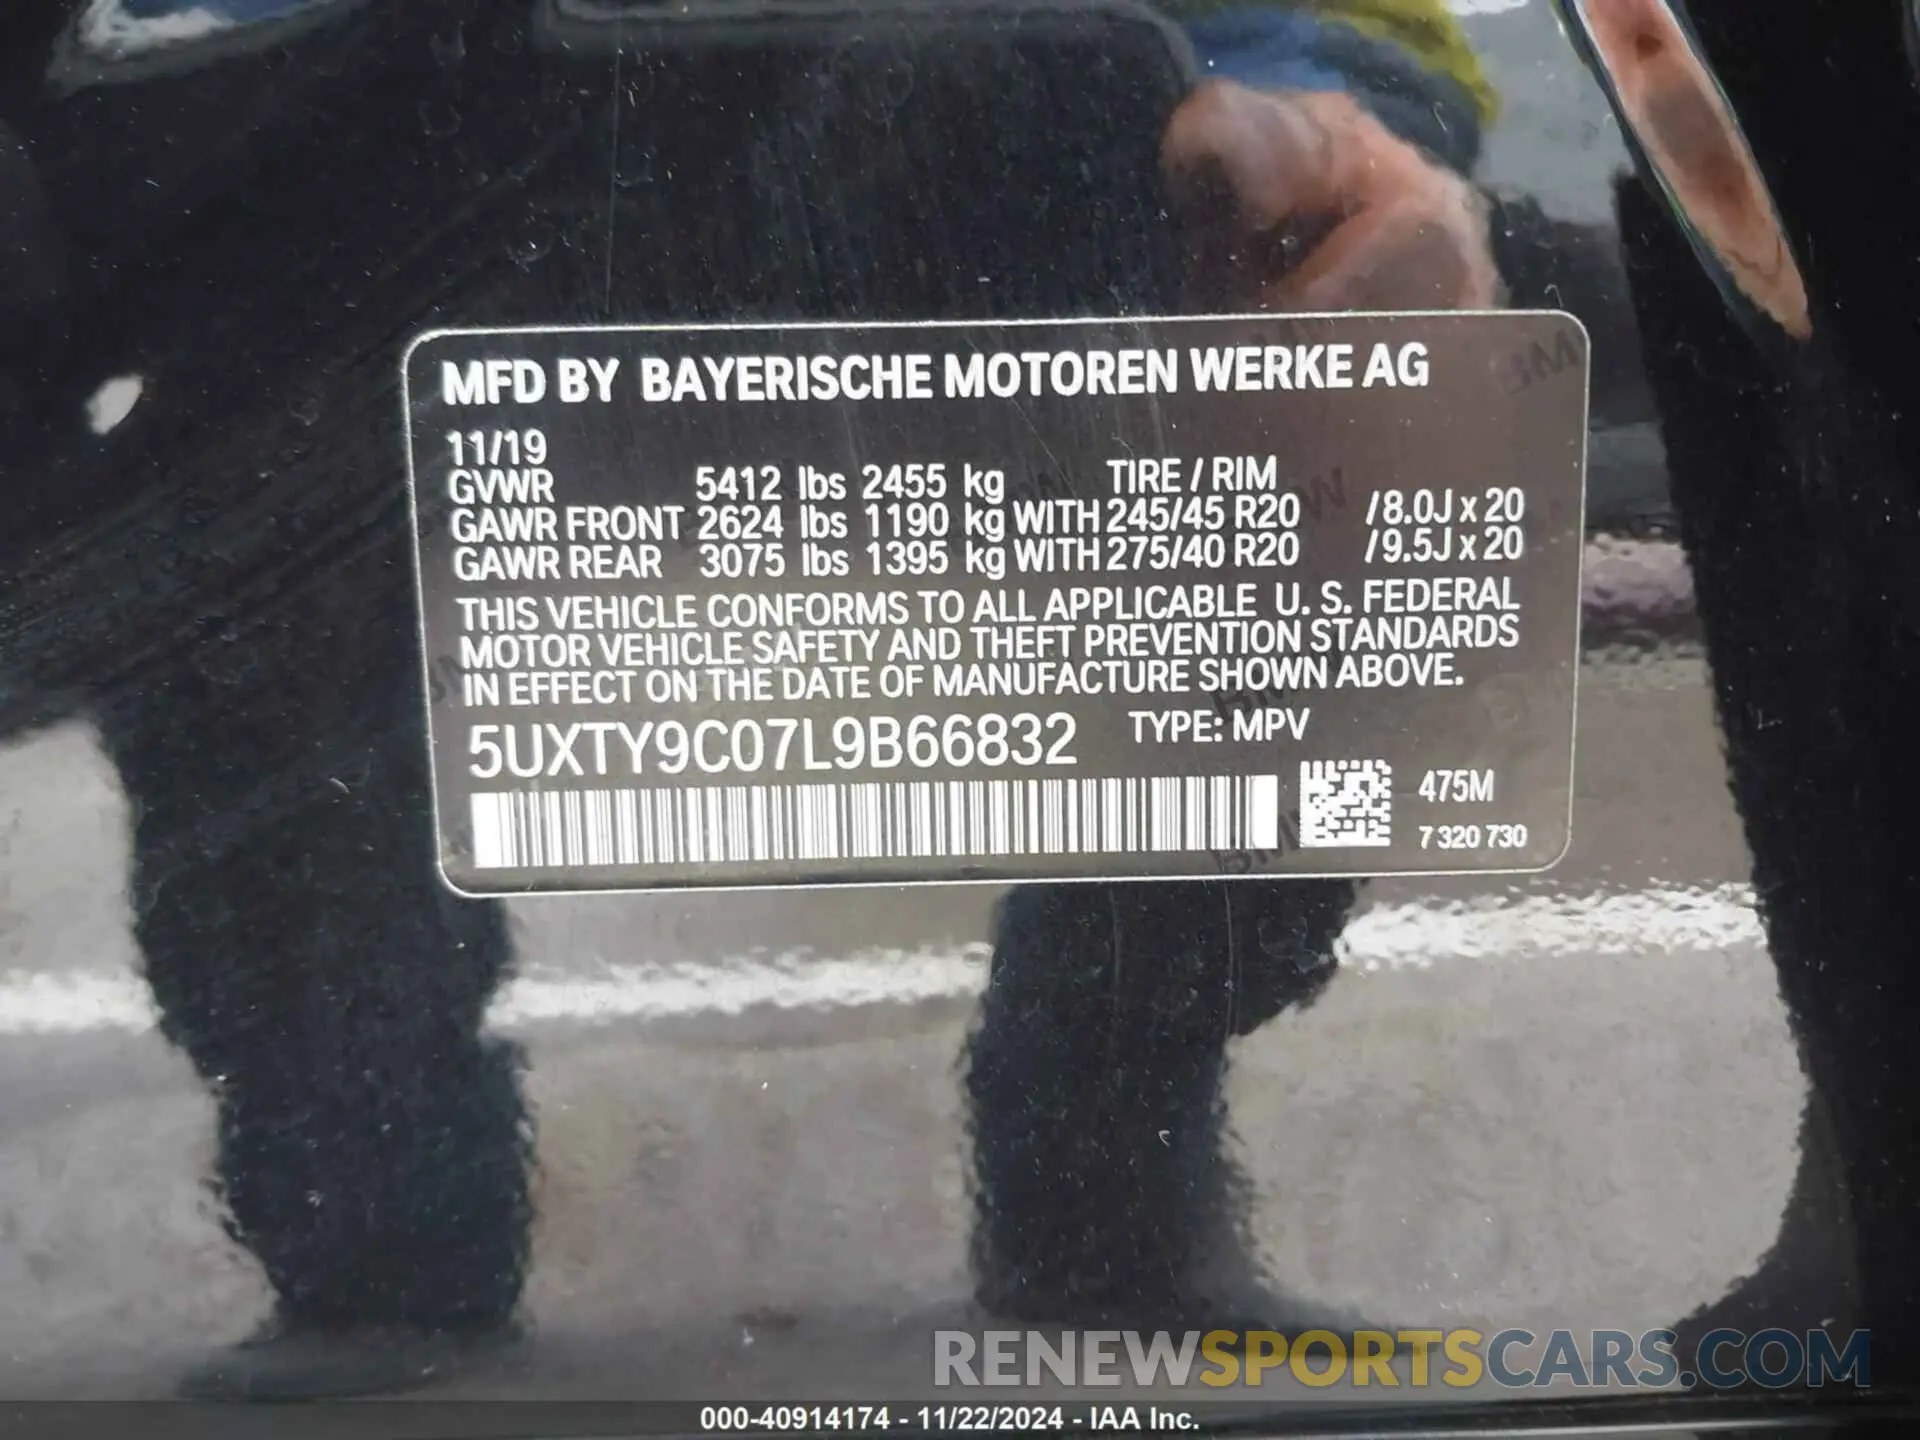 MFD BY BAYERISCHE MOTOREN WERKE AG
11/19
GVWR 5412 lbs 2455 kg TIRE / RIM
GAWR FRONT 2624 lbs 1190 kg WITH 245/45 R20 /8.0J x 20
GAWR REAR 3075 lbs 1395 kg WITH 275/40 R20 /9.5J x 20
THIS VEHICLE CONFORMS TO ALL APPLICABLE U. S. FEDERAL
MOTOR VEHICLE SAFETY AND THEFT PREVENTION STANDARDS
IN EFFECT ON THE DATE OF MANUFACTURE SHOWN ABOVE.
5UXTY9C07L9B66832 TYPE: MPV
475M
7 320 730
RENEWSPORTSCARS.COM
000-40914174 - 11/22/2024 - IAA Inc.